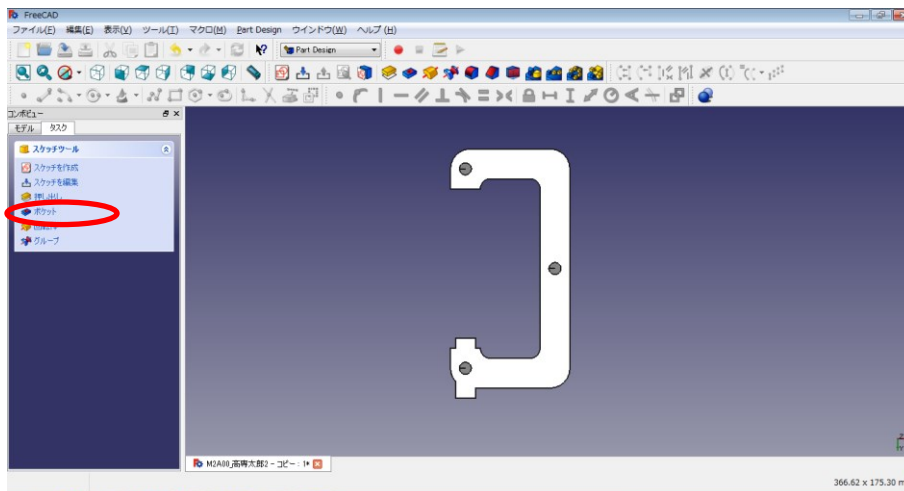 FreeCAD
ファイル(F) 編集(E) 表示(V) ツール(T) マクロ(M) Part Design ウインドウ(W) ヘルプ(H)
Part Design
コンボビュー
モデル タスク
スケッチツール
スケッチを作成
スケッチを編集
押し出し
ポケット
グループ
M2A00_高専太郎2 - コピー : 1*
366.62 x 175.30 m